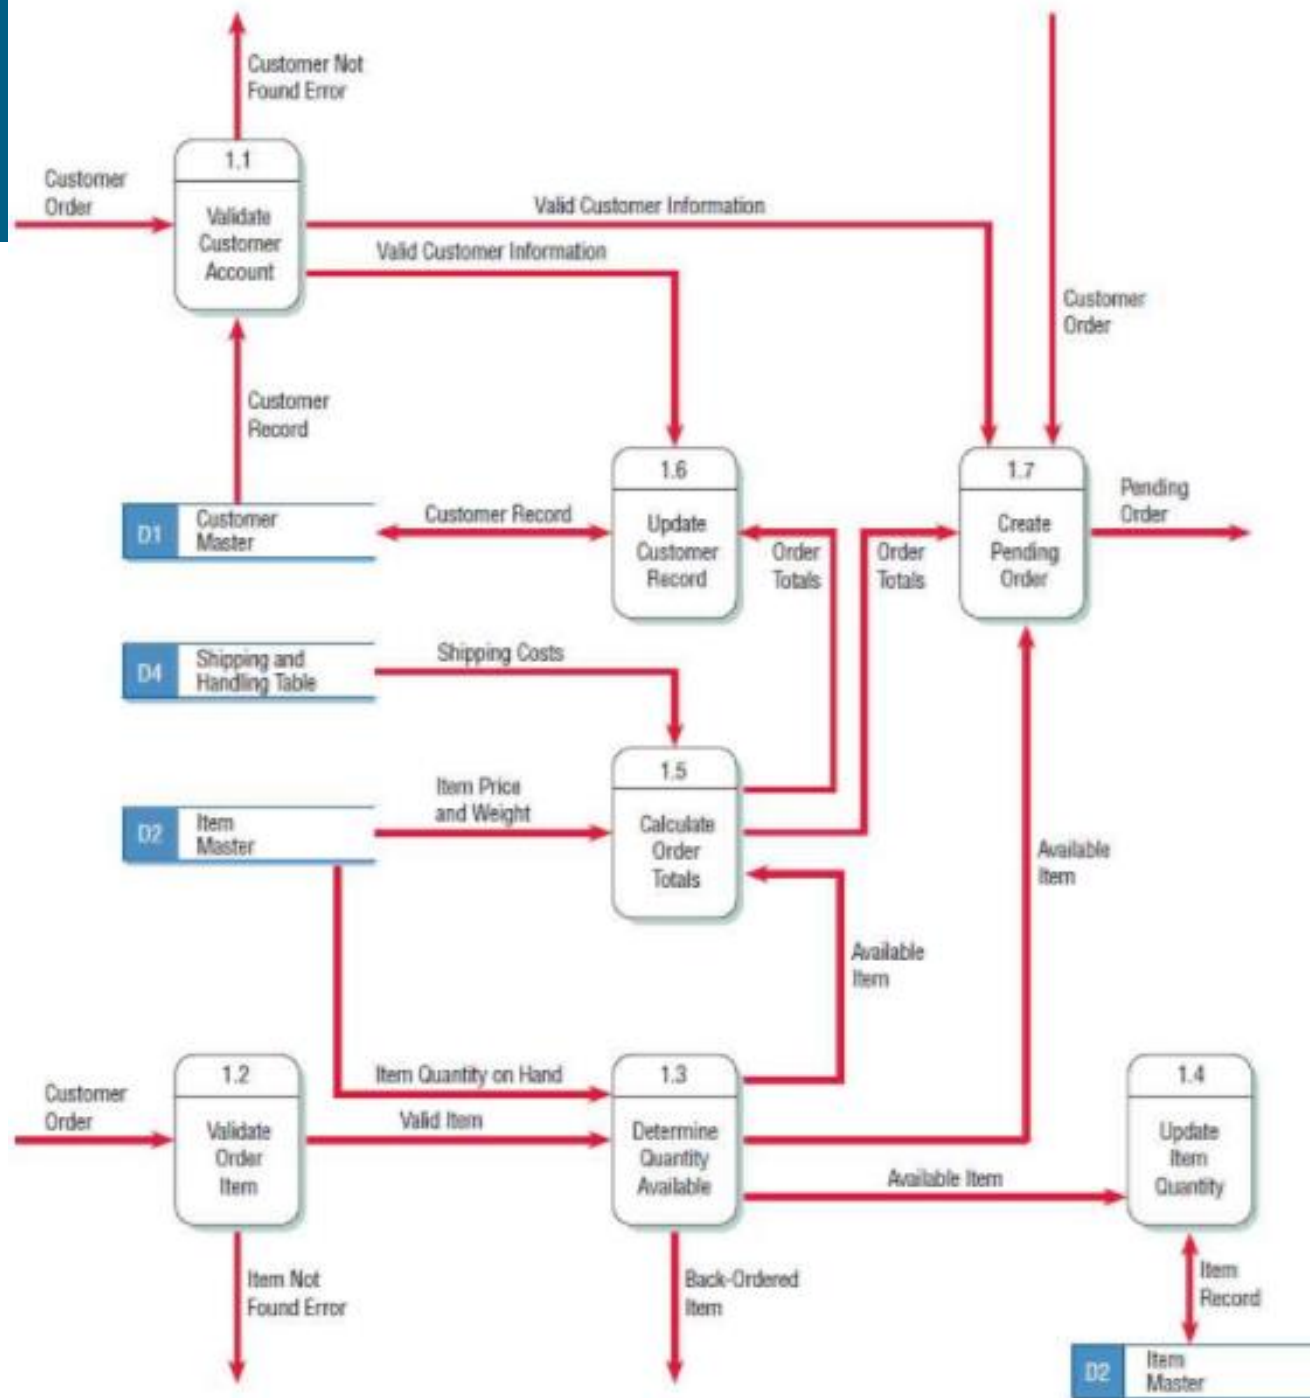 Customer Not
Found Error
1.1
Validate
Customer
Account
Customer
Order
Valid Customer Information
Valid Customer Information
Customer
Order
Customer
Record
1.6
Update
Customer
Record
1.7
Create
Pending
Order
Pending
Order
D1
Customer
Master
Customer Record
Order
Totals
Order
Totals
D4
Shipping and
Handling Table
Shipping Costs
1.5
Calculate
Order
Totals
Item Price
and Weight
D2
Item
Master
Available
Item
Available
Item
1.2
Validate
Order
Item
Customer
Order
Item Quantity on Hand
Valid Item
1.3
Determine
Quantity
Available
1.4
Update
Item
Quantity
Available Item
Item Not
Found Error
Back-Ordered
Item
Item
Record
D2
Item
Master